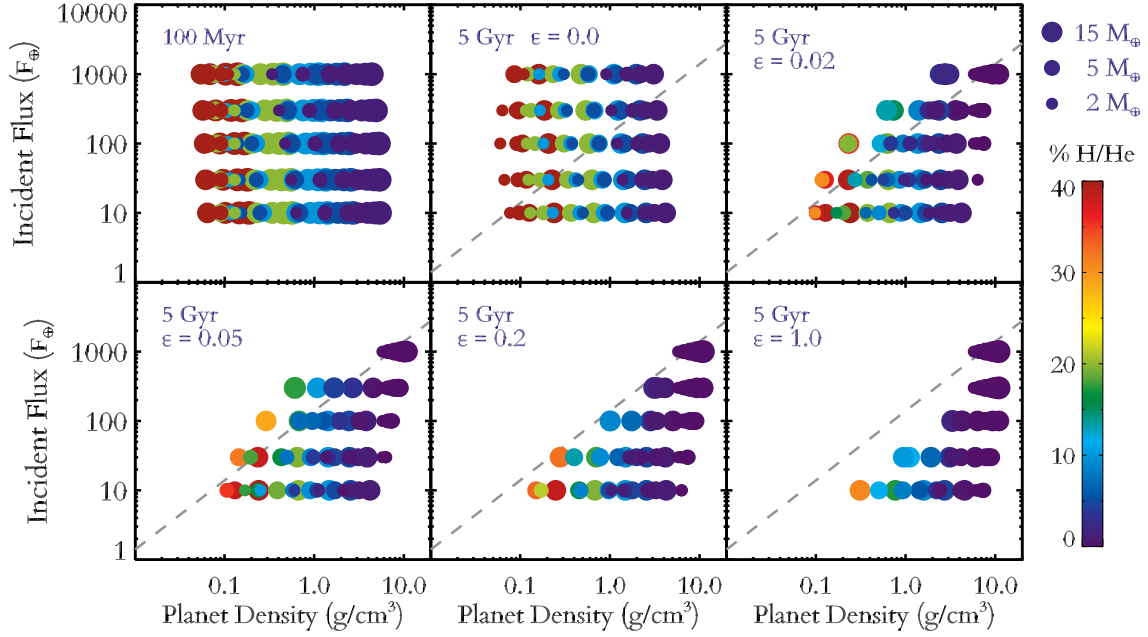 10000
1000
100
10
1
Incident Flux (F⊕)
100 Myr
5 Gyr ε = 0.0
5 Gyr
ε = 0.02
15 M⊕
5 M⊕
2 M⊕
% H/He
40
30
20
10
0
1000
100
10
1
Incident Flux (F⊕)
5 Gyr
ε = 0.05
5 Gyr
ε = 0.2
5 Gyr
ε = 1.0
0.1 1.0 10.0
0.1 1.0 10.0
0.1 1.0 10.0
Planet Density (g/cm³)
Planet Density (g/cm³)
Planet Density (g/cm³)